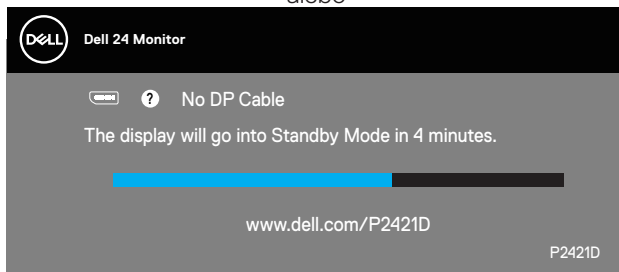 DELL
Dell 24 Monitor
? No DP Cable
The display will go into Standby Mode in 4 minutes.
www.dell.com/P2421D
P2421D